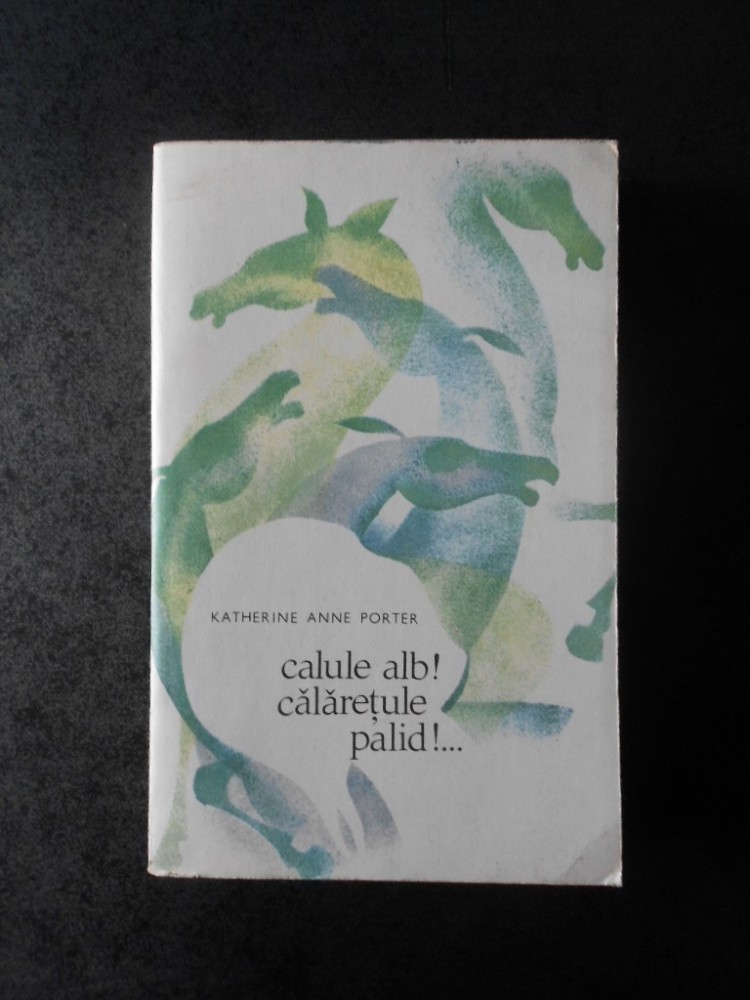 KATHERINE ANNE PORTER
calule alb!
călărețule
palid!...